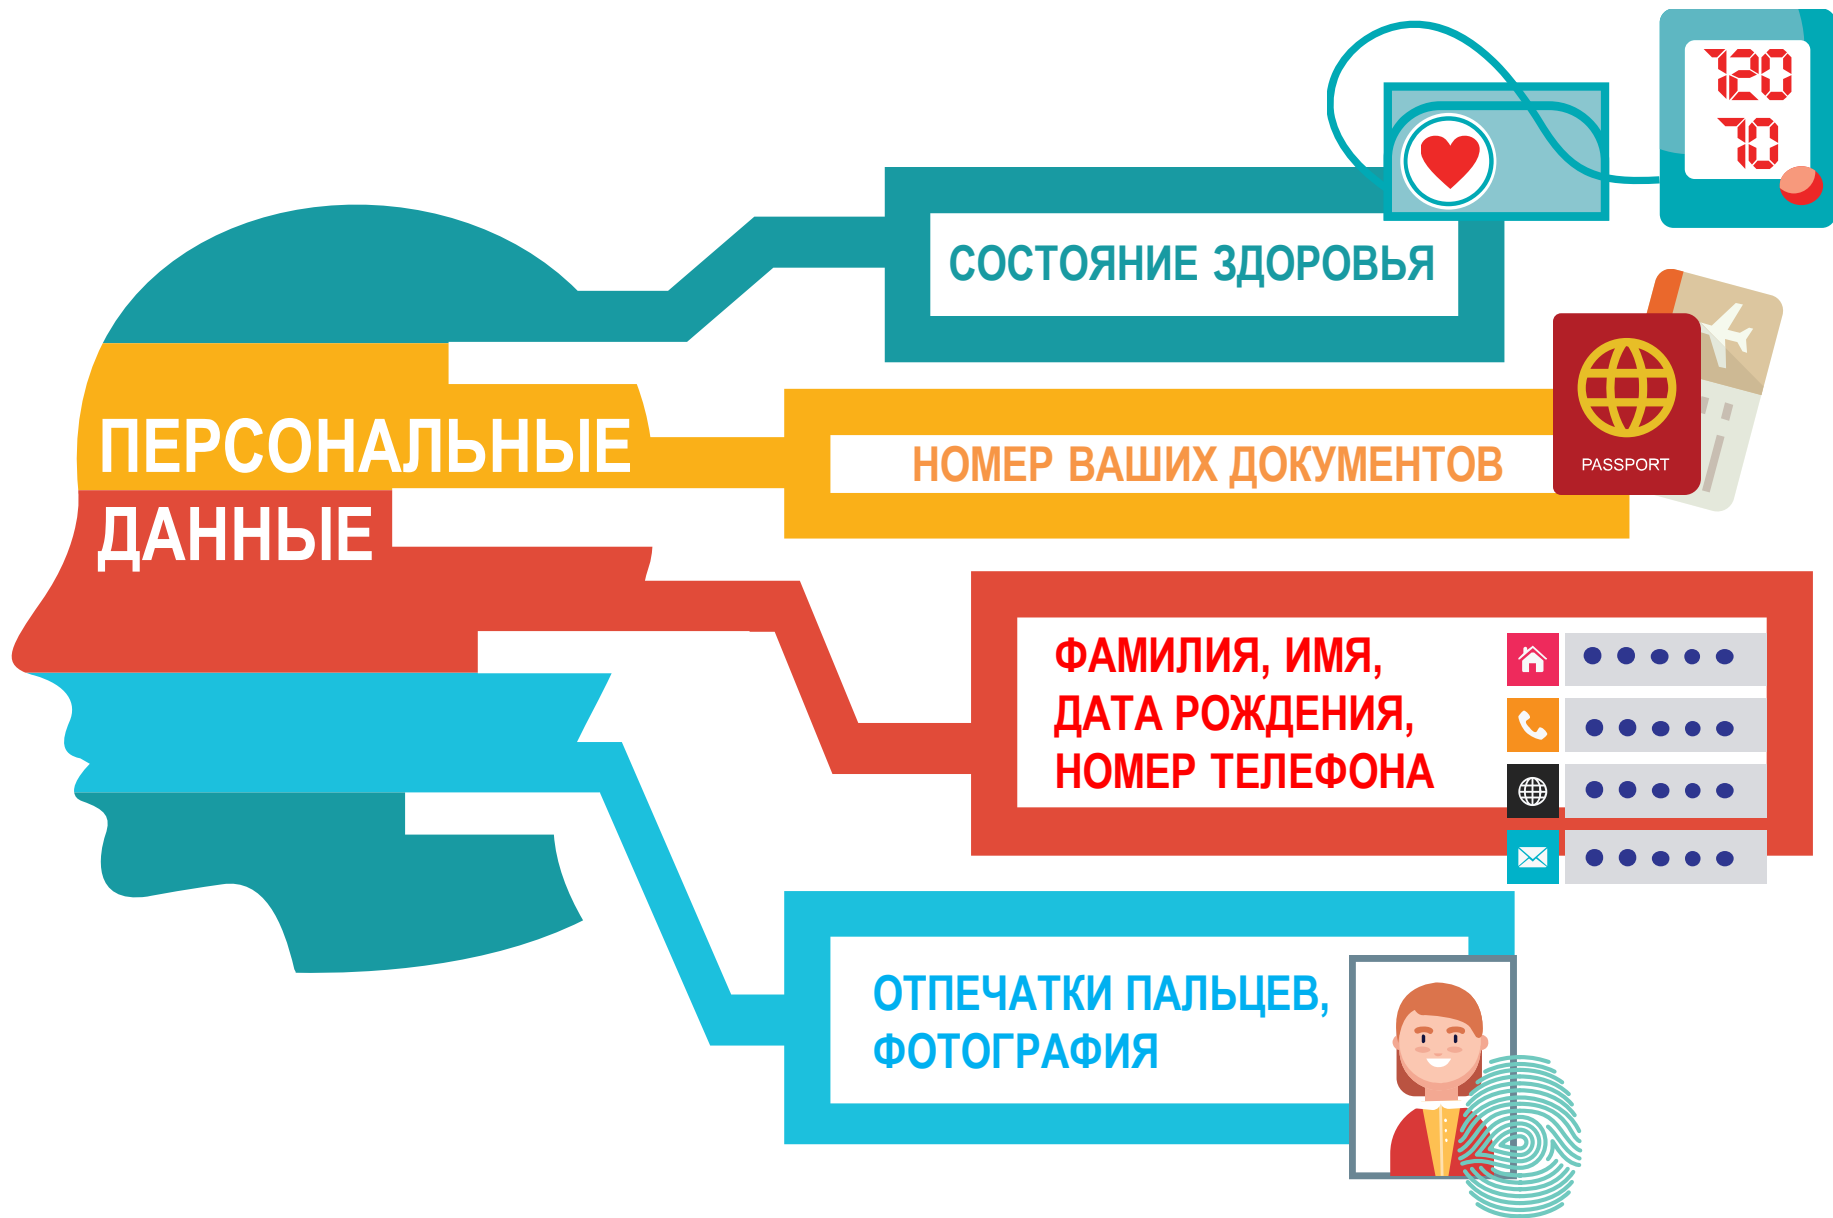 120
70
СОСТОЯНИЕ ЗДОРОВЬЯ
ПЕРСОНАЛЬНЫЕ
ДАННЫЕ
НОМЕР ВАШИХ ДОКУМЕНТОВ
PASSPORT
ФАМИЛИЯ, ИМЯ,
ДАТА РОЖДЕНИЯ,
НОМЕР ТЕЛЕФОНА
ОТПЕЧАТКИ ПАЛЬЦЕВ,
ФОТОГРАФИЯ